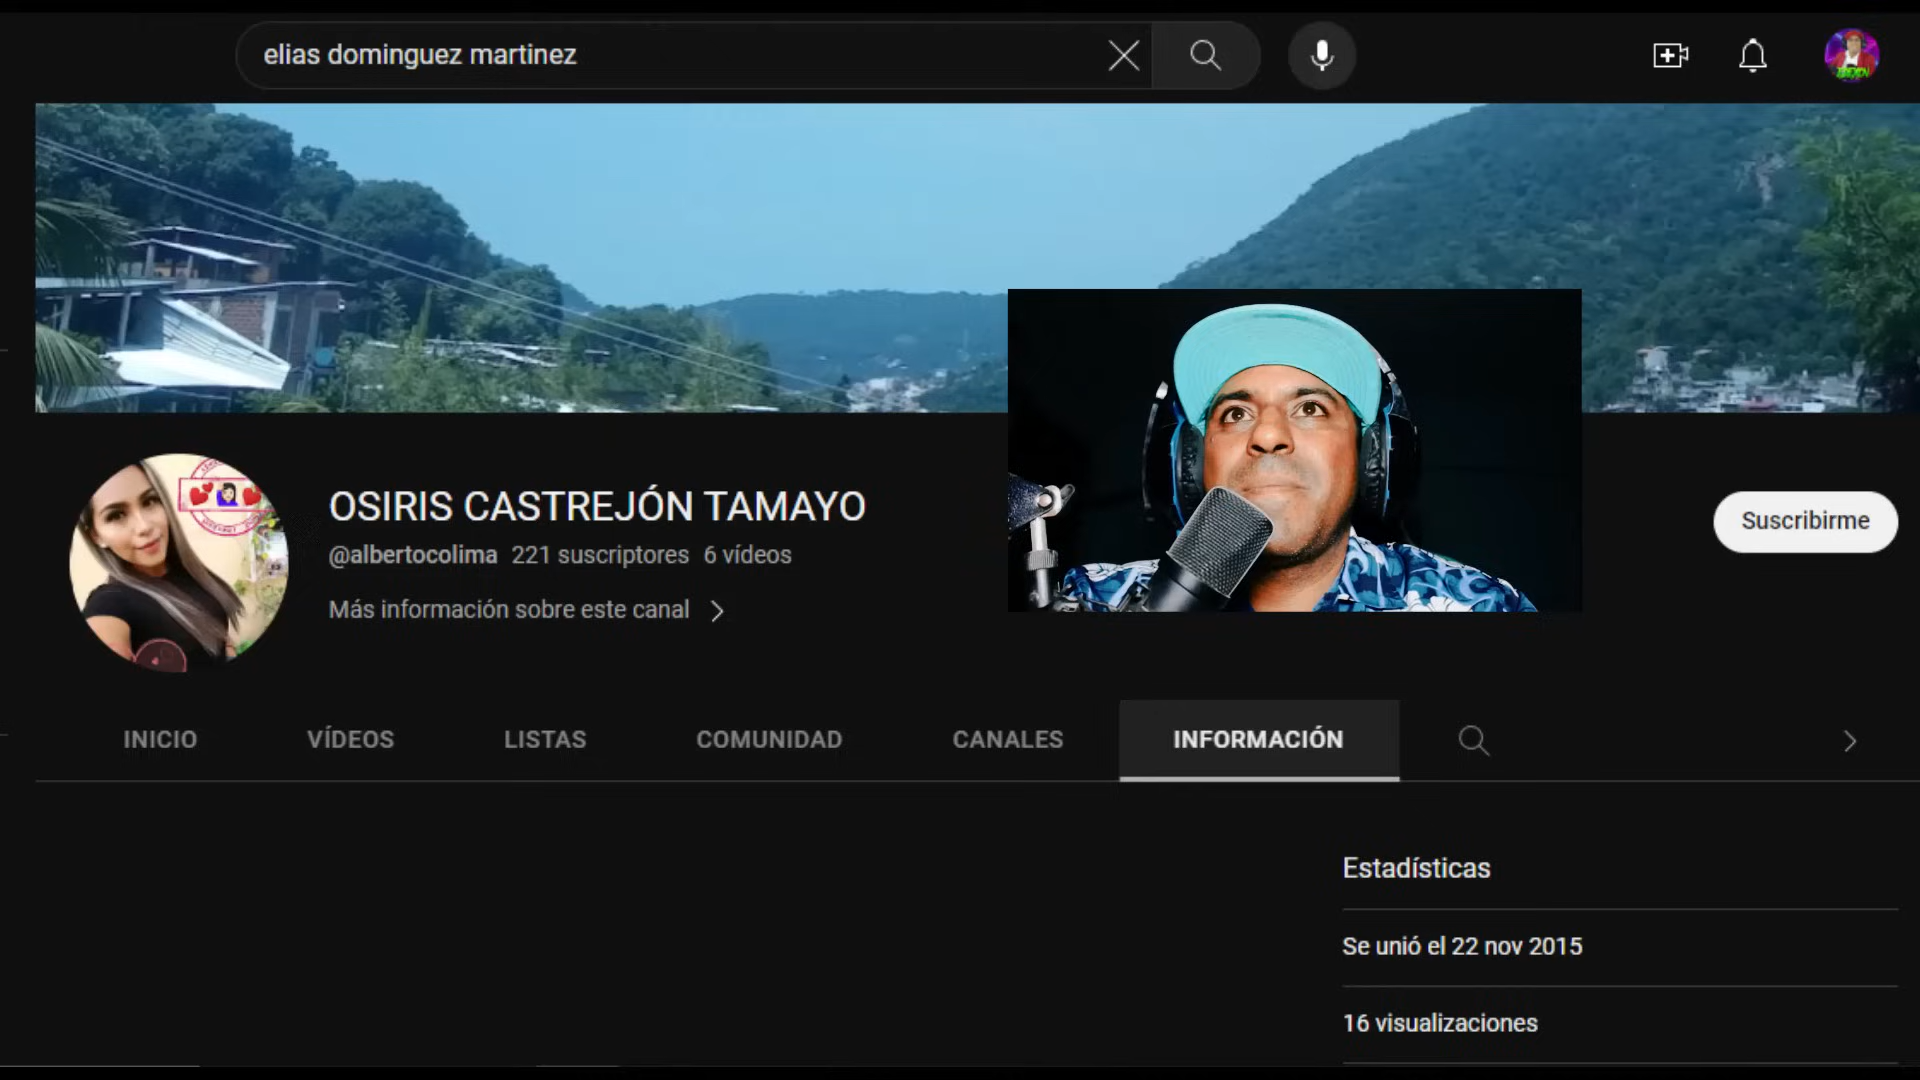 elias dominguez martinez
OSIRIS CASTREJÓN TAMAYO
@albertocolima 221 suscriptores 6 vídeos
Más información sobre este canal
Suscribirme
INICIO VÍDEOS LISTAS COMUNIDAD CANALES INFORMACIÓN
Estadísticas
Se unió el 22 nov 2015
16 visualizaciones